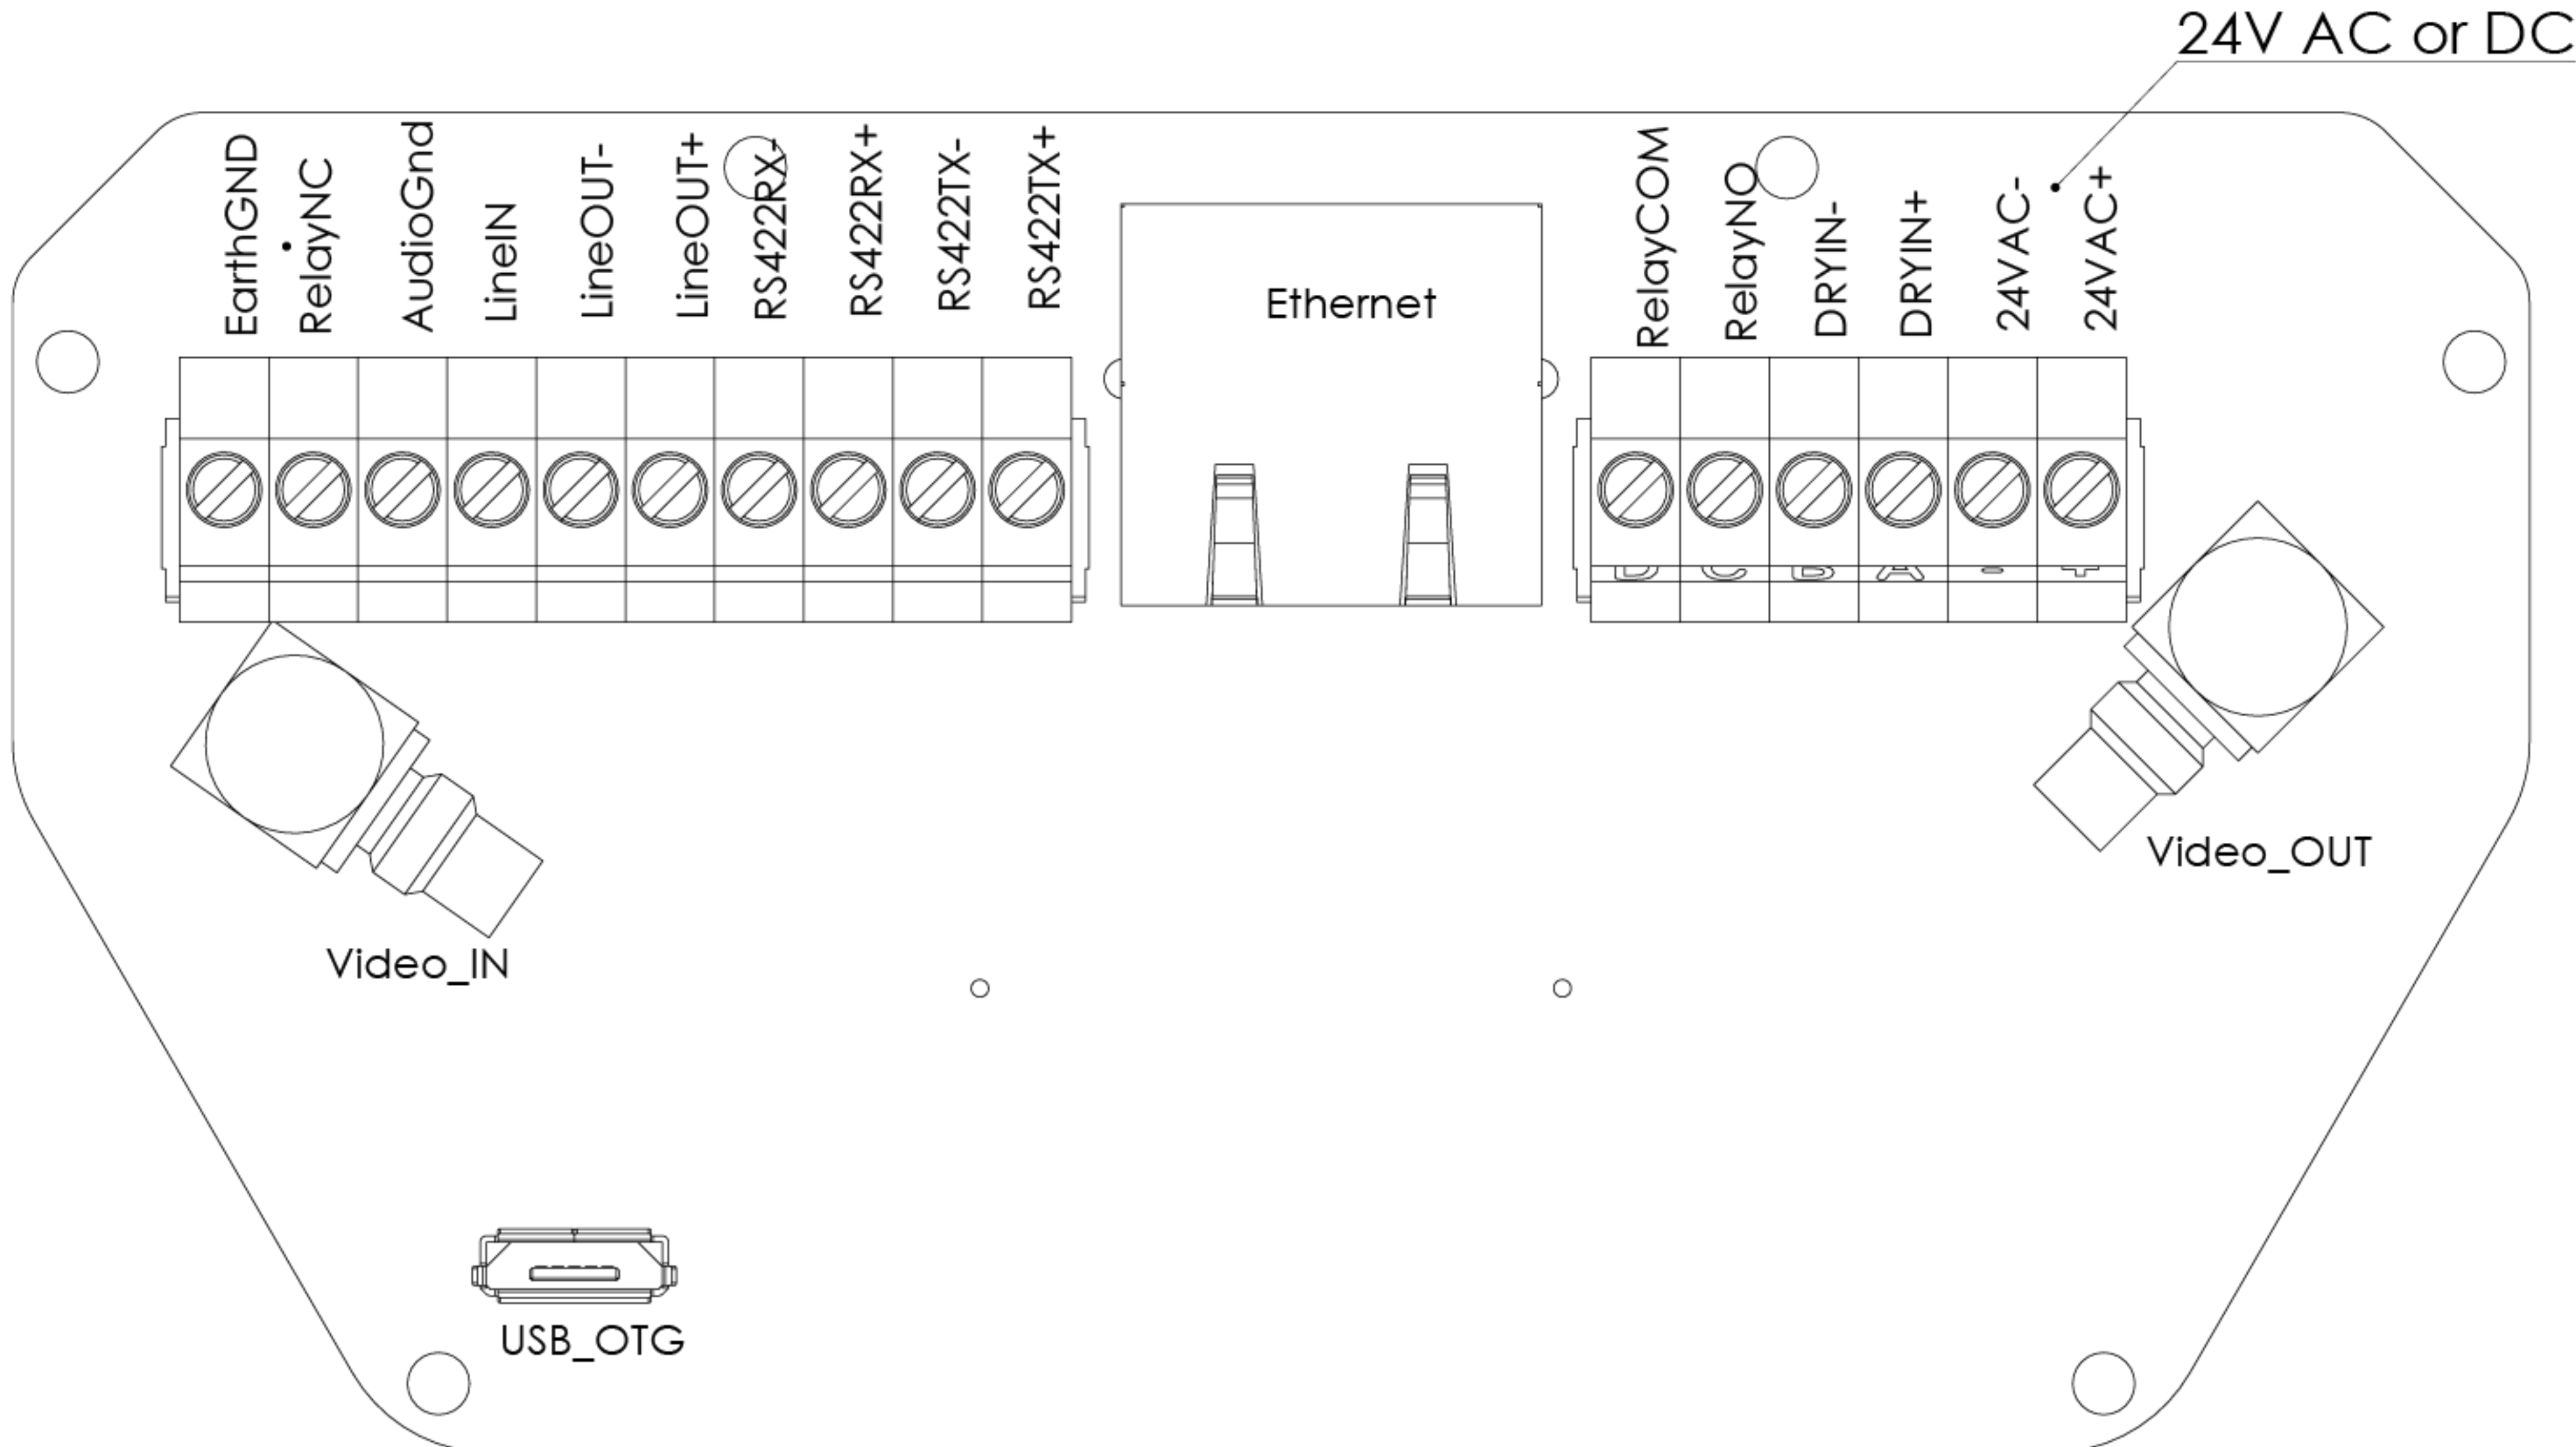 24V AC or DC
EarthGND
RelayNC
AudioGnd
LineIN
LineOUT-
LineOUT+
RS422RX-
RS422RX+
RS422TX-
RS422TX+
Ethernet
RelayCOM
RelayNO
DRYIN-
DRYIN+
24VAC-
24VAC+
D C B A - +
Video_IN
Video_OUT
USB_OTG